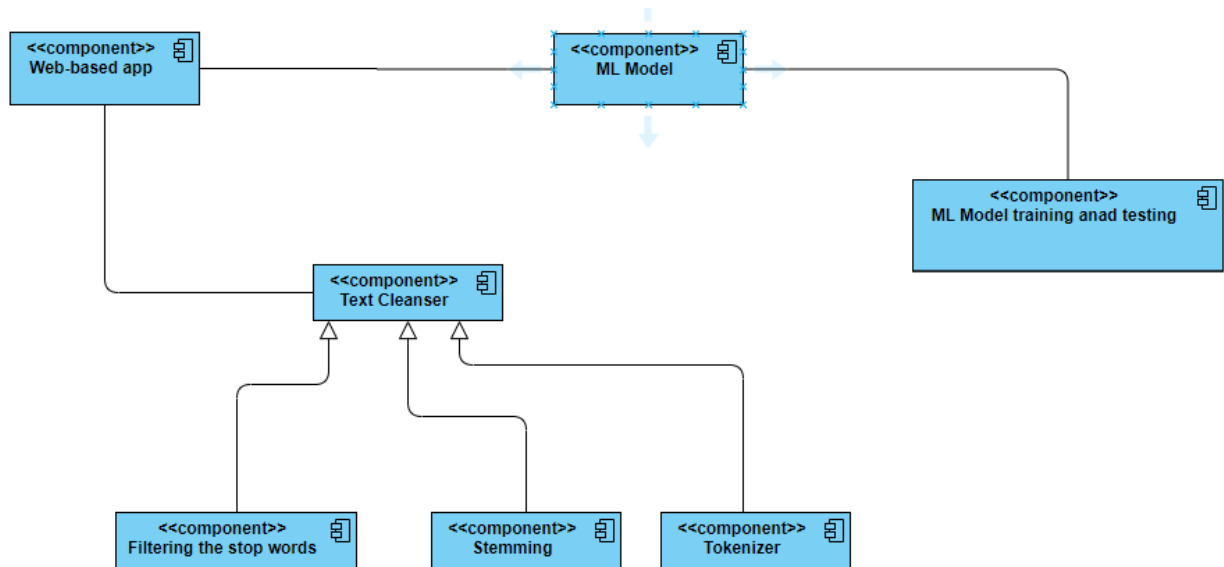 <<component>>
Web-based app
<<component>>
ML Model
<<component>>
ML Model training anad testing
<<component>>
Text Cleanser
<<component>>
Filtering the stop words
<<component>>
Stemming
<<component>>
Tokenizer